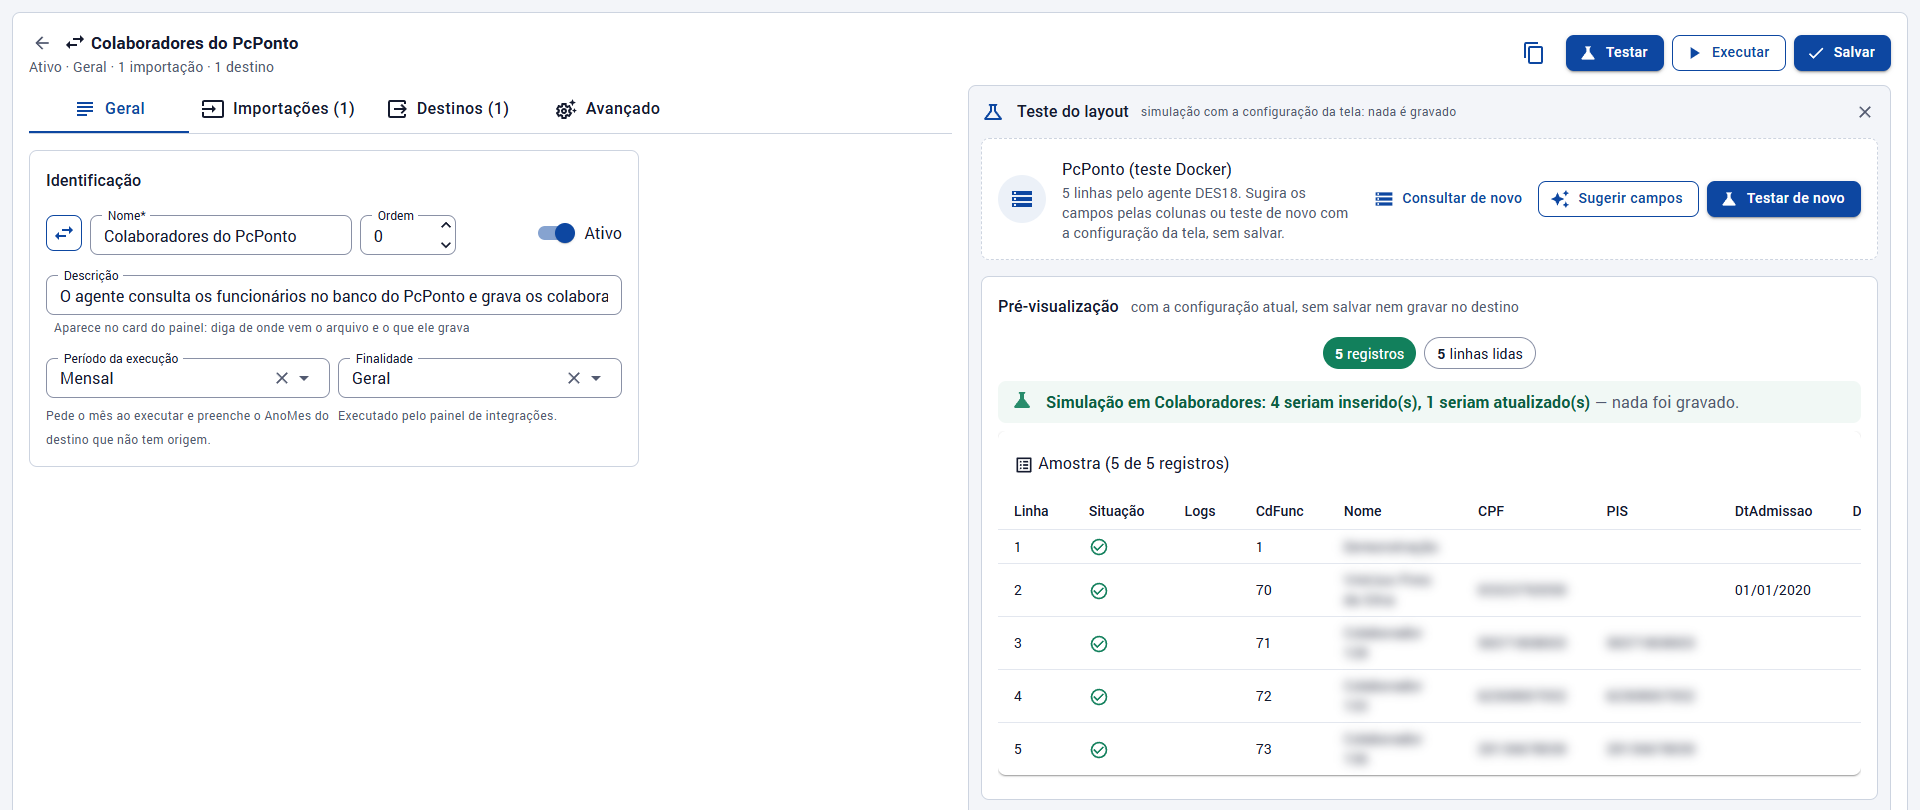 Colaboradores do PcPonto
Ativo · Geral · 1 importação · 1 destino
Testar
Executar
Salvar
Geral
Importações (1)
Destinos (1)
Avançado
Identificação
Nome*
Colaboradores do PcPonto
Ordem
0
Ativo
Descrição
O agente consulta os funcionários no banco do PcPonto e grava os colabora
Aparece no card do painel: diga de onde vem o arquivo e o que ele grava
Período da execução
Mensal
Finalidade
Geral
Pede o mês ao executar e preenche o AnoMes do
destino que não tem origem.
Executado pelo painel de integrações.
Teste do layout simulação com a configuração da tela: nada é gravado
PcPonto (teste Docker)
5 linhas pelo agente DES18. Sugira os
campos pelas colunas ou teste de novo com
a configuração da tela, sem salvar.
Consultar de novo
Sugerir campos
Testar de novo
Pré-visualização com a configuração atual, sem salvar nem gravar no destino
5 registros
5 linhas lidas
Simulação em Colaboradores: 4 seriam inserido(s), 1 seriam atualizado(s) — nada foi gravado.
Amostra (5 de 5 registros)
Linha Situação Logs CdFunc Nome CPF PIS DtAdmissao D
1 1
2 70 01/01/2020
3 71
4 72
5 73